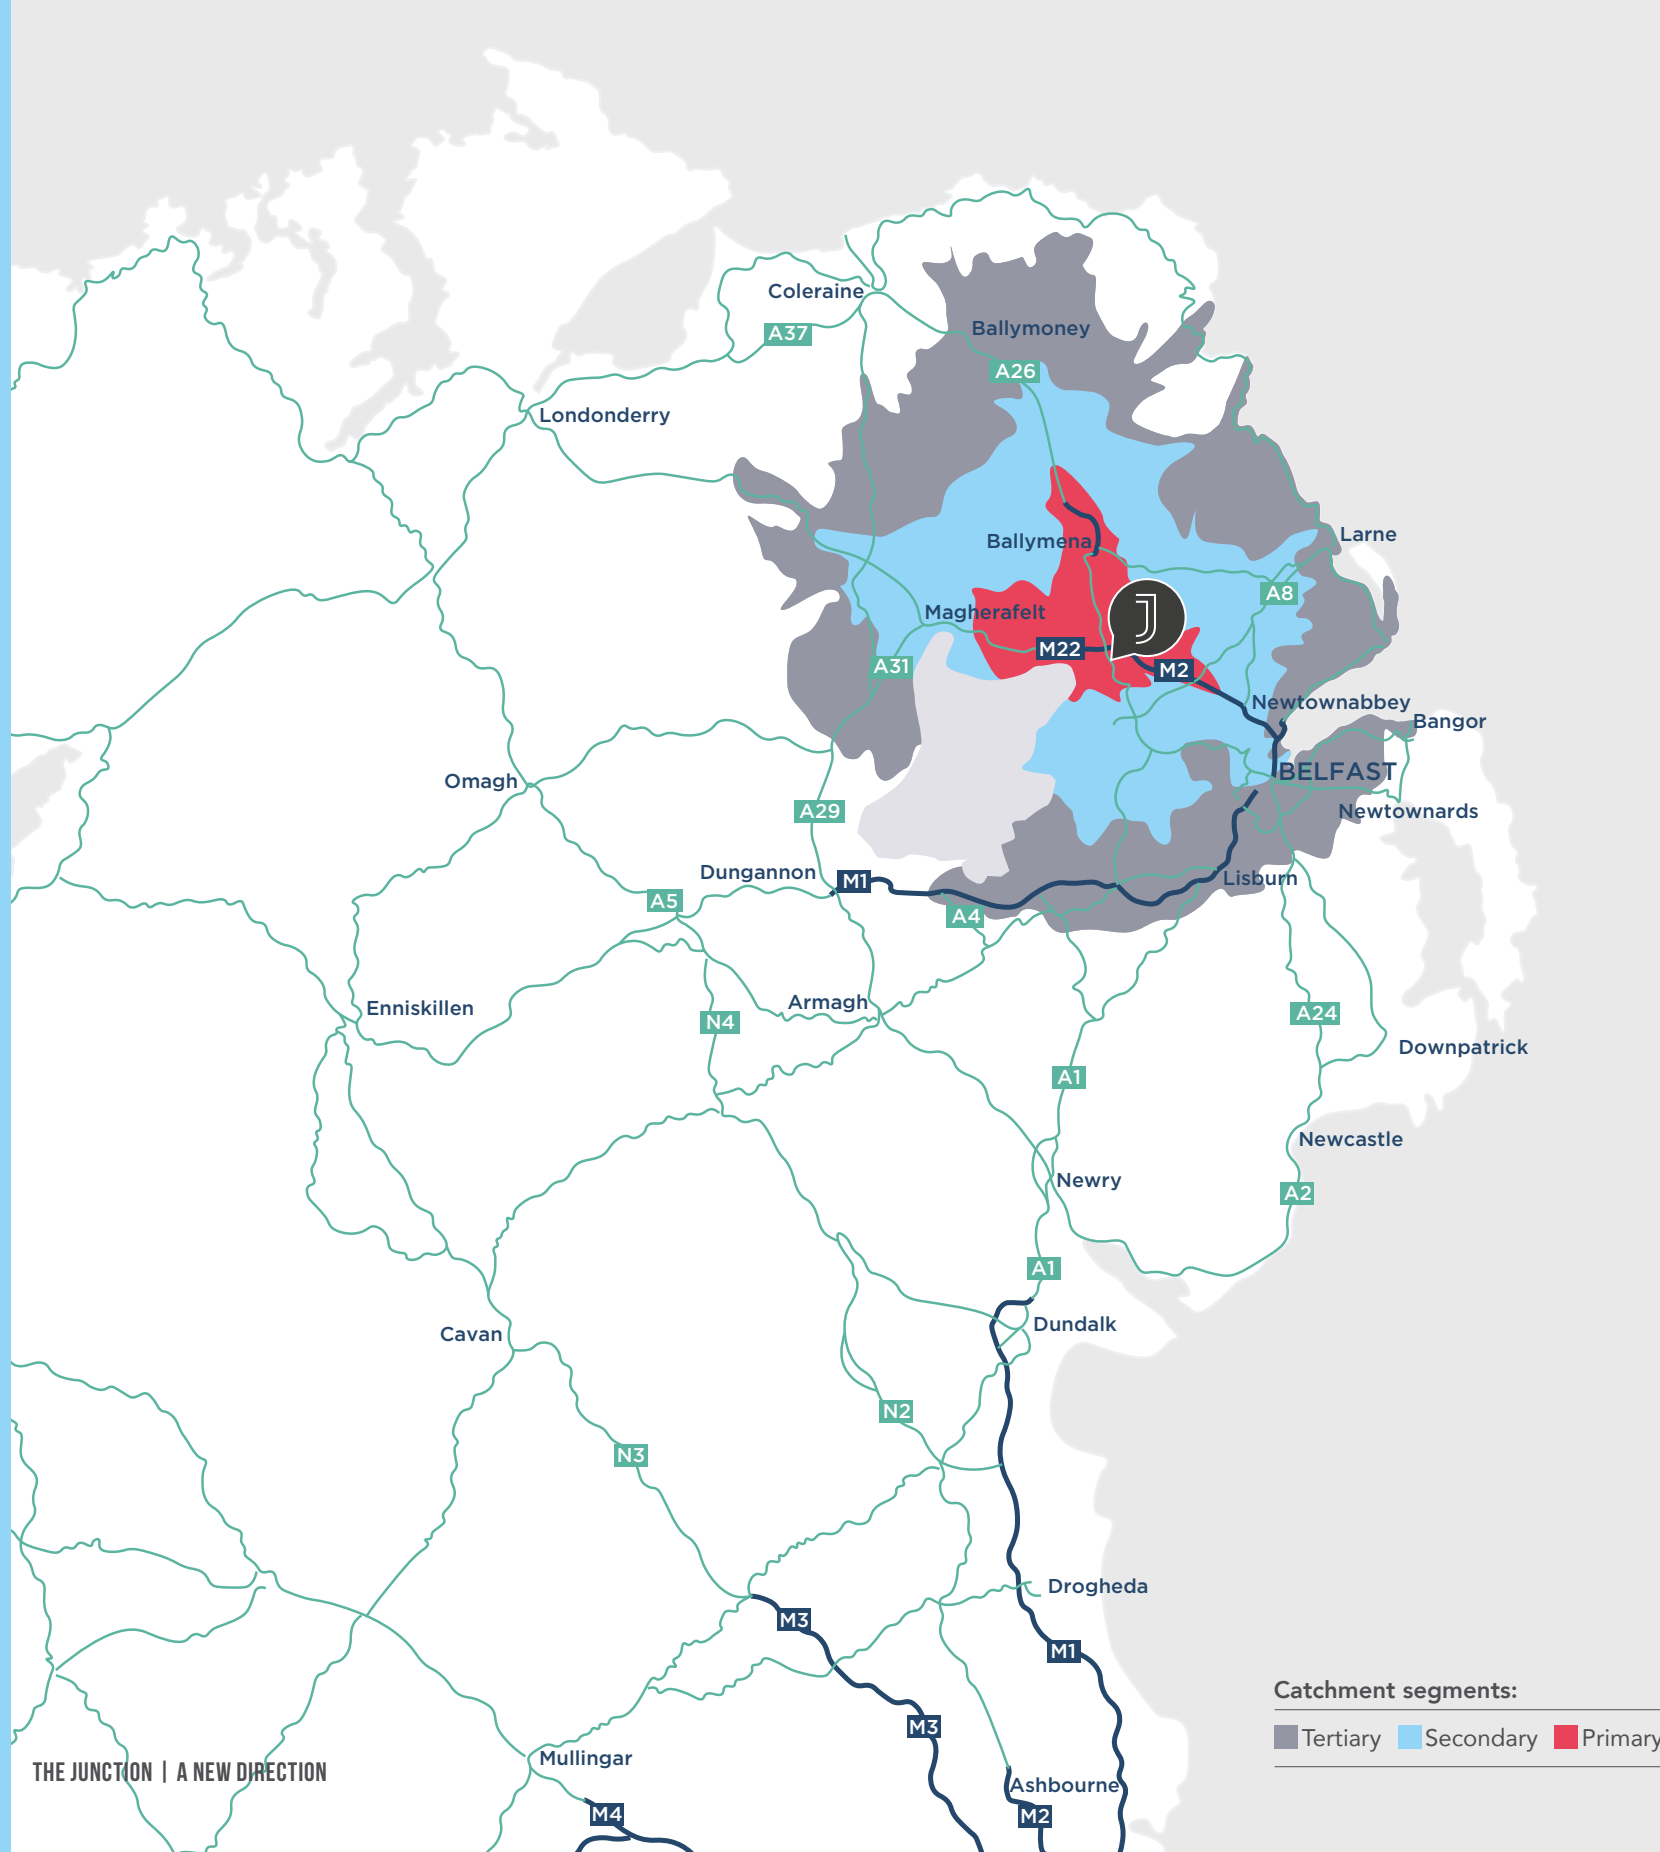 Coleraine
A37
Ballymoney
A26
Londonderry
Ballymena
Larne
A8
Magherafelt
J
M22
A31
M2
Newtownabbey
Bangor
BELFAST
Omagh
A29
Newtownards
Dungannon
M1
Lisburn
A5
A4
Armagh
Enniskillen
N4
A24
Downpatrick
A1
Newcastle
Newry
A2
A1
Dundalk
Cavan
N2
N3
Drogheda
M3
M1
Catchment segments:
Tertiary Secondary Primary
M3
Mullingar
THE JUNCTION | A NEW DIRECTION
Ashbourne
M4
M2